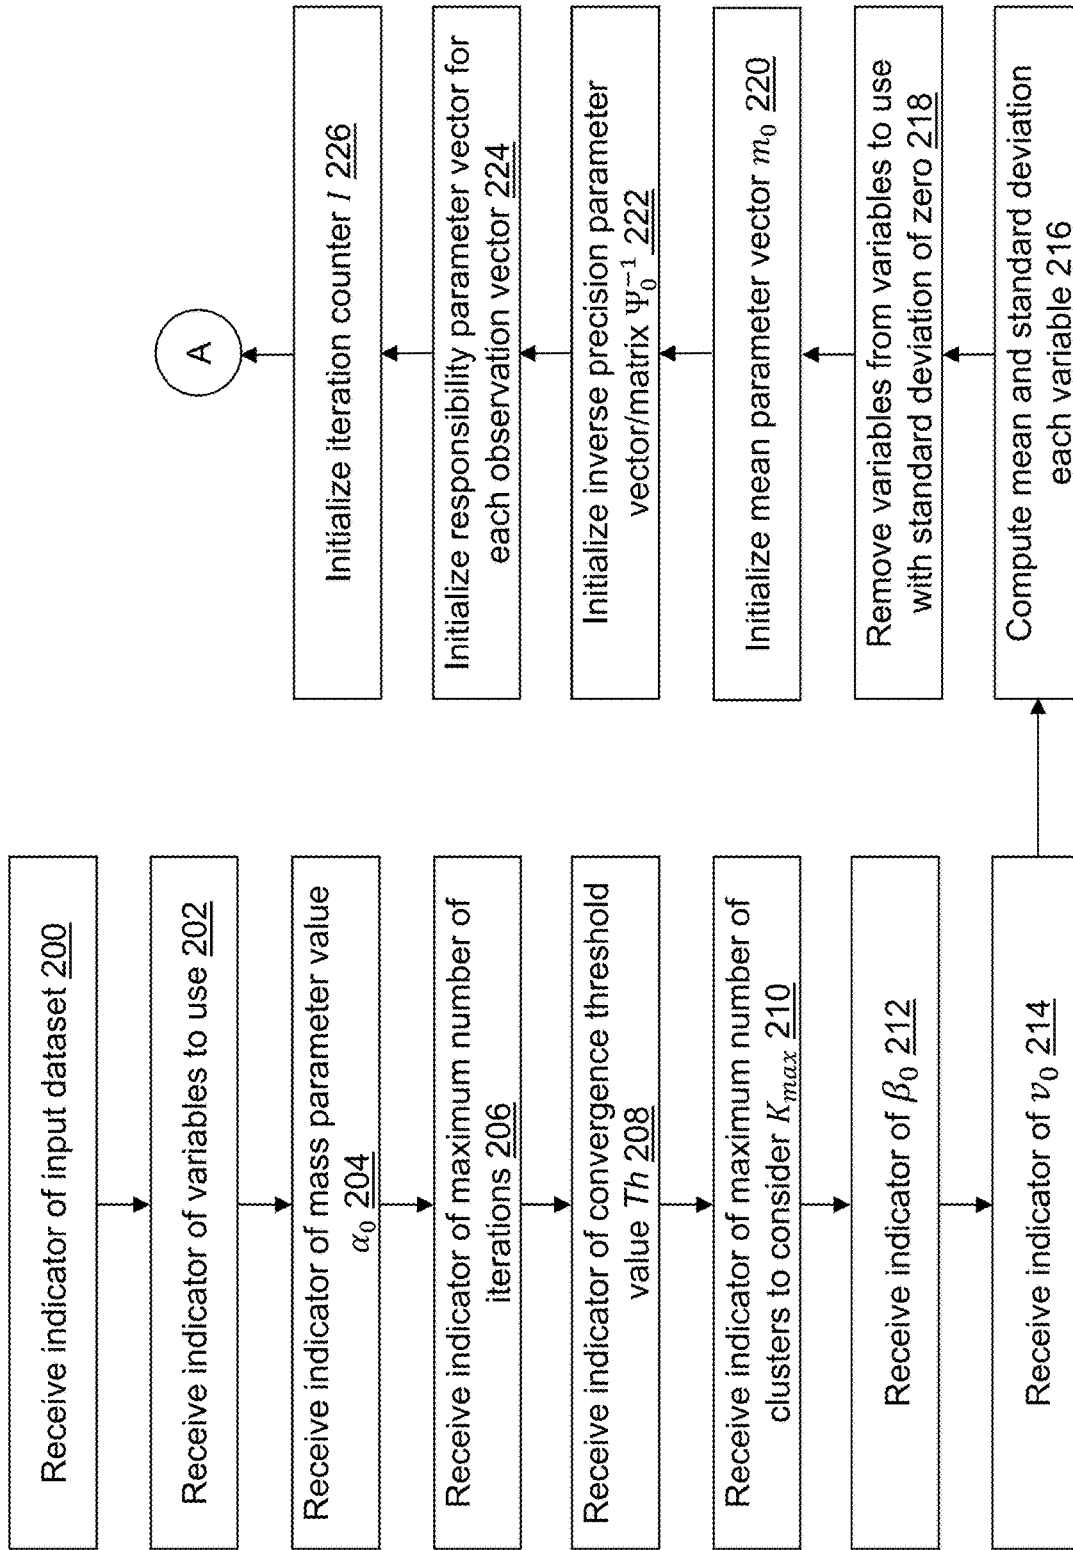 Receive indicator of input dataset 200
Receive indicator of variables to use 202
Receive indicator of mass parameter value
α₀ 204
Receive indicator of maximum number of
iterations 206
Receive indicator of convergence threshold
value Th 208
Receive indicator of maximum number of
clusters to consider K_max 210
Receive indicator of β₀ 212
Receive indicator of ν₀ 214
Compute mean and standard deviation
each variable 216
Remove variables from variables to use
with standard deviation of zero 218
Initialize mean parameter vector m₀ 220
Initialize inverse precision parameter
vector/matrix Ψ₀⁻¹ 222
Initialize responsibility parameter vector for
each observation vector 224
Initialize iteration counter I 226
A